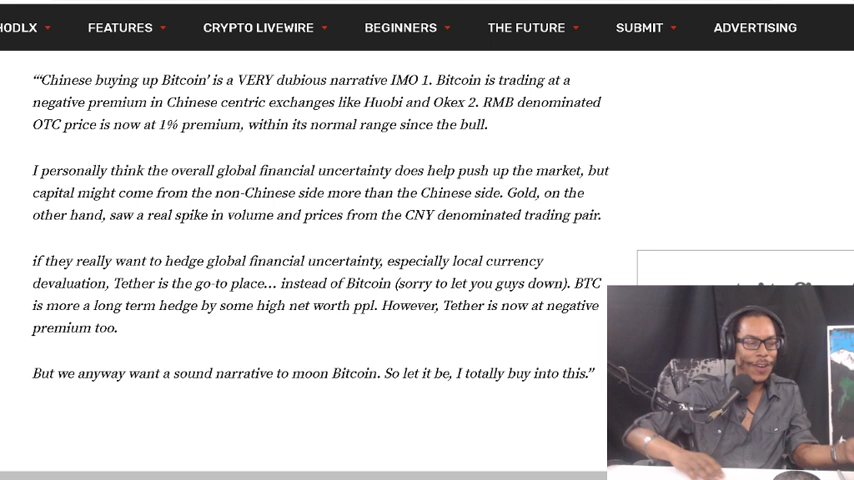 HODLX FEATURES CRYPTO LIVEWIRE BEGINNERS THE FUTURE SUBMIT ADVERTISING
“‘Chinese buying up Bitcoin’ is a VERY dubious narrative IMO 1. Bitcoin is trading at a
negative premium in Chinese centric exchanges like Huobi and Okex 2. RMB denominated
OTC price is now at 1% premium, within its normal range since the bull.
I personally think the overall global financial uncertainty does help push up the market, but
capital might come from the non-Chinese side more than the Chinese side. Gold, on the
other hand, saw a real spike in volume and prices from the CNY denominated trading pair.
if they really want to hedge global financial uncertainty, especially local currency
devaluation, Tether is the go-to place… instead of Bitcoin (sorry to let you guys down). BTC
is more a long term hedge by some high net worth ppl. However, Tether is now at negative
premium too.
But we anyway want a sound narrative to moon Bitcoin. So let it be, I totally buy into this.”